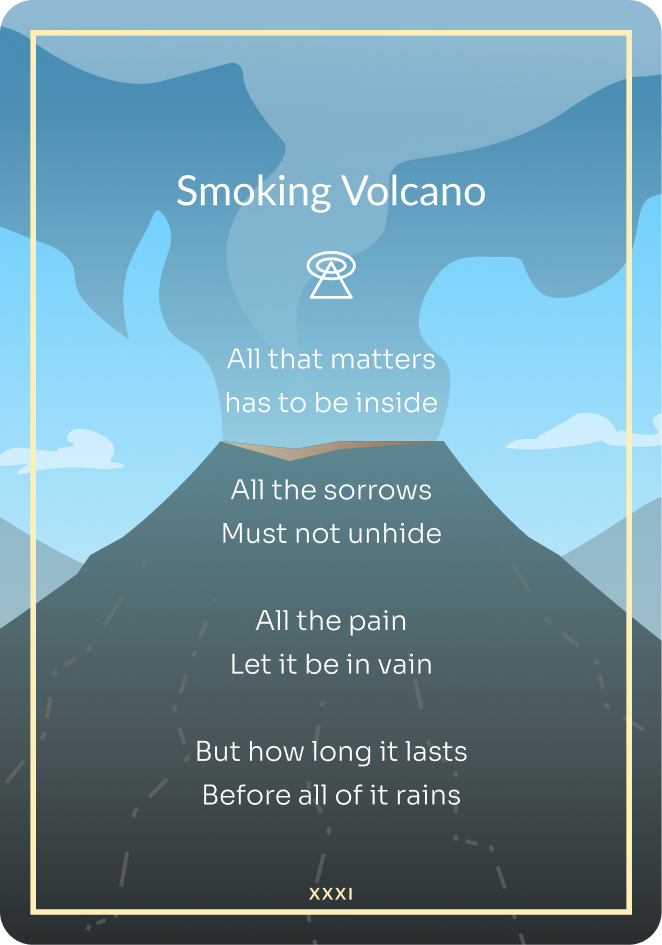 Smoking Volcano
All that matters
has to be inside
All the sorrows
Must not unhide
All the pain
Let it be in vain
But how long it lasts
Before all of it rains
XXXI